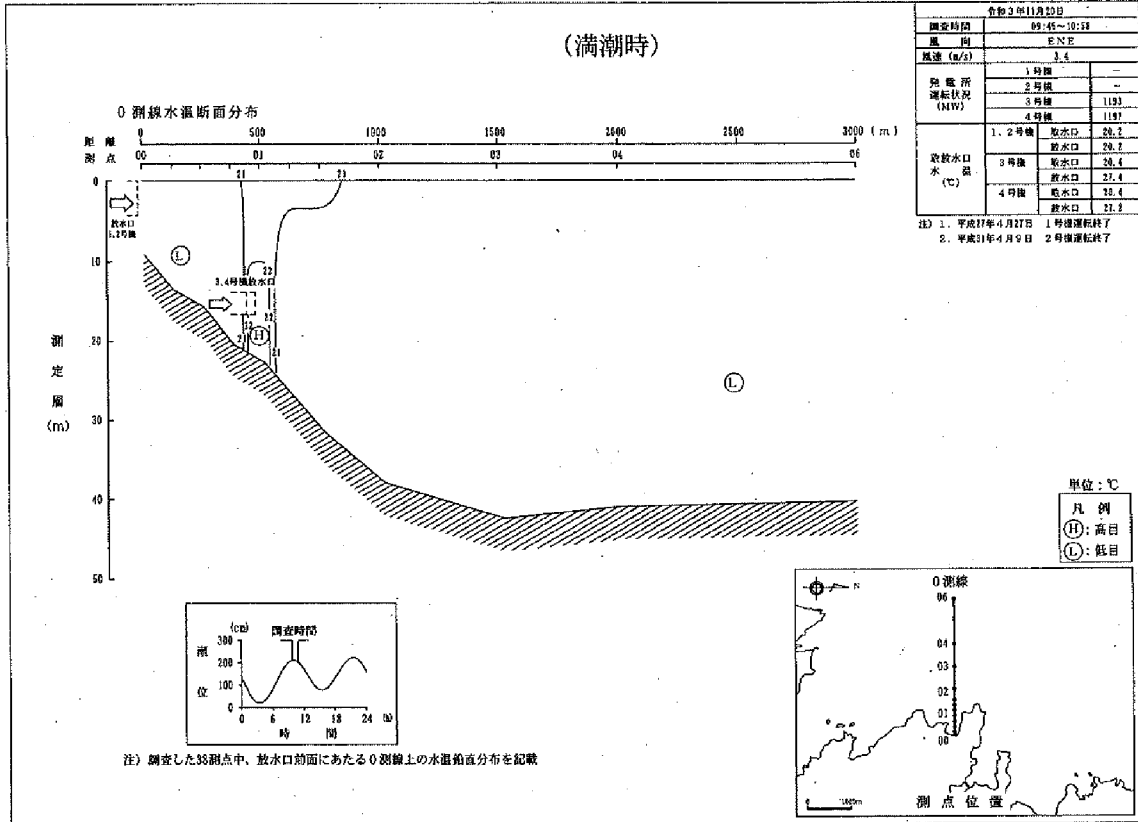 (満潮時)
令和3年11月20日
調査時間 09:45~10:58
風向 ENE
風速 (m/s) 3.4
発電所運転状況 (MW)
1号機 -
2号機 -
3号機 1193
4号機 1197
取放水口水温 (℃)
1, 2号機 取水口 20.2
放水口 20.2
3号機 取水口 20.4
放水口 27.4
4号機 取水口 20.4
放水口
注) 1. 平成27年4月27日 1号機運転終了
2. 平成31年4月9日 2号機運転終了
0測線水温断面分布
距離 0 500 1000 1500 2000 2500 3000 (m)
測点 00 01 02 03 04 06
21 21
0
放水口
1,2号機
L
10
22
3,4号機放水口
22
22
H
20
21
21
L
測定層 (m)
30
40
50
単位:℃
凡例
H:高目
L:低目
(cm)
調査時間
潮位
300
200
100
0
0 6 12 18 24 (h)
時間
注) 調査した38測点中、放水口前面にあたる0測線上の水温鉛直分布を記載
N
0測線
06
04
03
02
01
00
0 1000m
測点位置